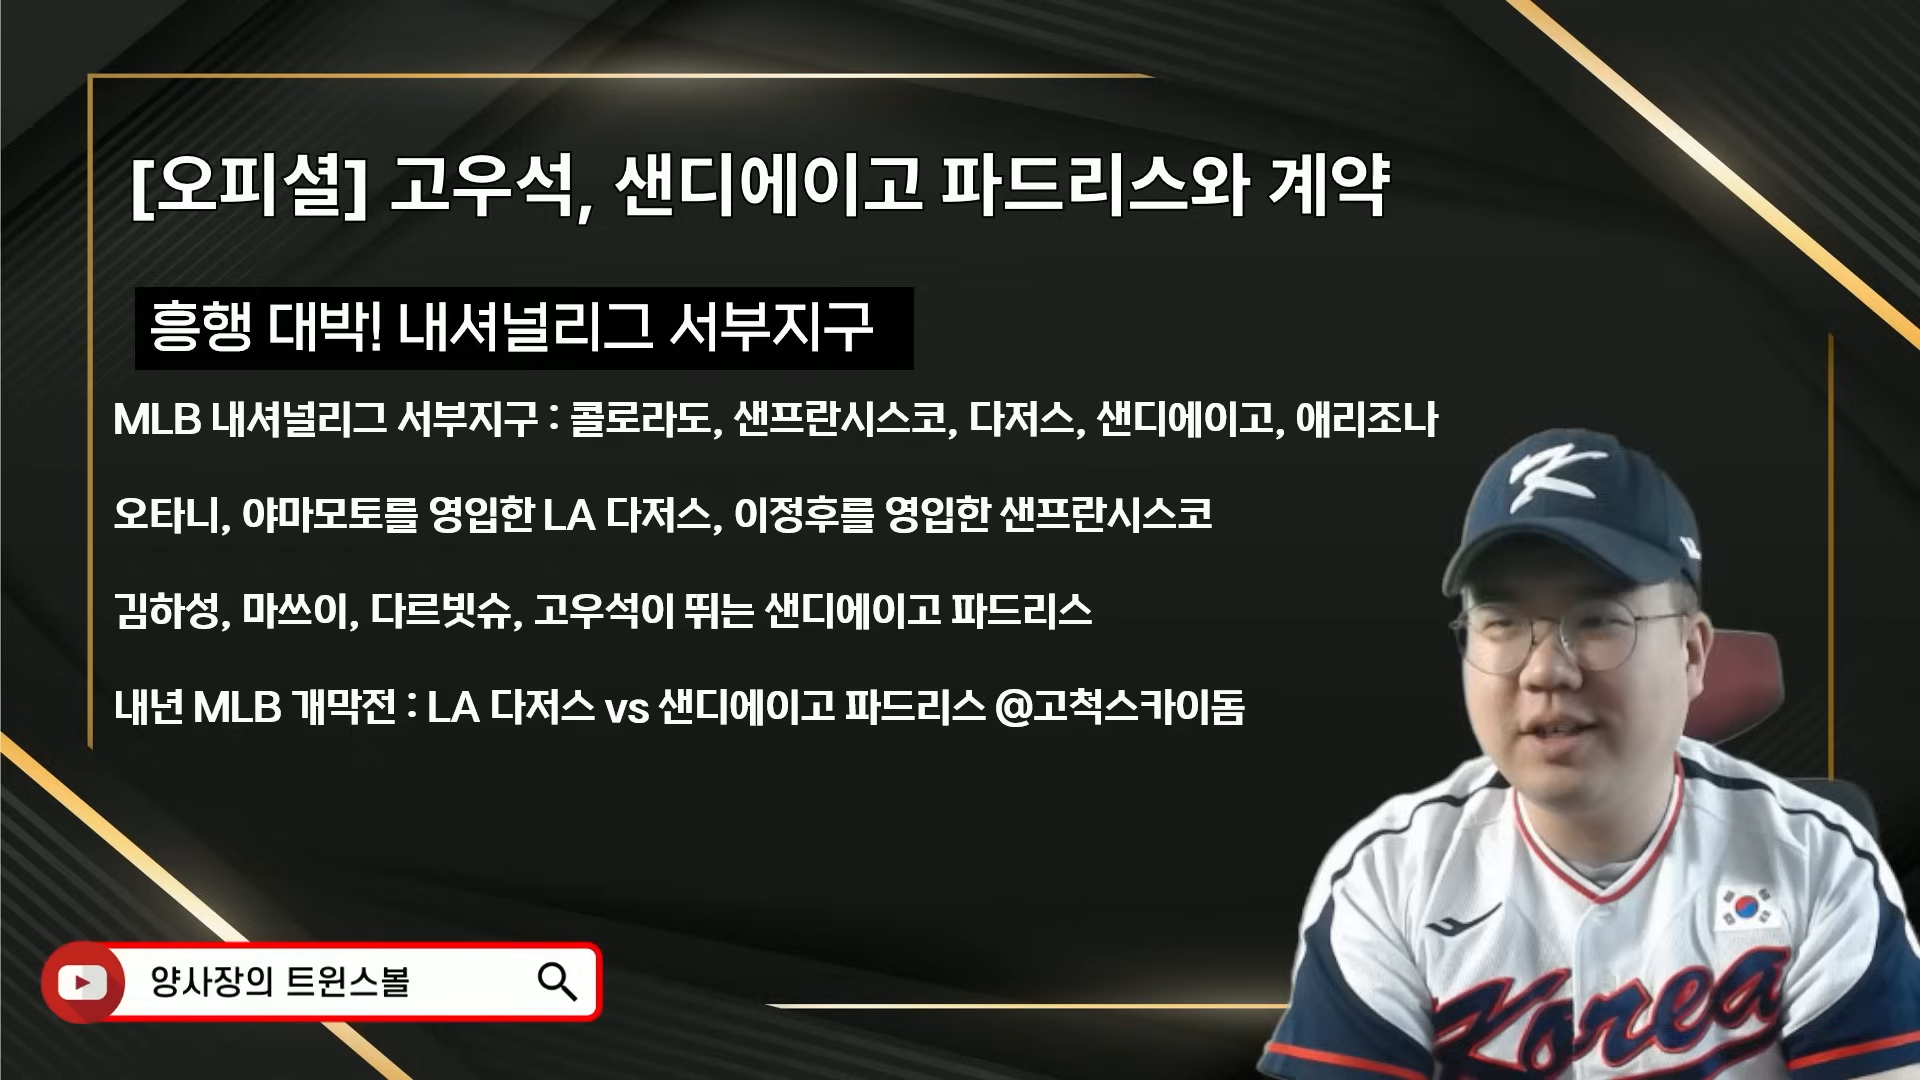 [오피셜] 고우석, 샌디에이고 파드리스와 계약
흥행 대박! 내셔널리그 서부지구
MLB 내셔널리그 서부지구 : 콜로라도, 샌프란시스코, 다저스, 샌디에이고, 애리조나
오타니, 야마모토를 영입한 LA 다저스, 이정후를 영입한 샌프란시스코
김하성, 마쓰이, 다르빗슈, 고우석이 뛰는 샌디에이고 파드리스
내년 MLB 개막전 : LA 다저스 vs 샌디에이고 파드리스 @고척스카이돔
K
Korea
양사장의 트윈스볼